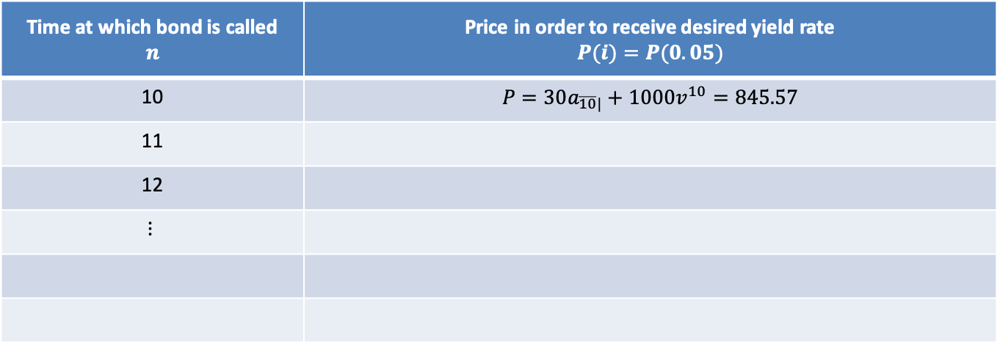 Time at which bond is called
n
Price in order to receive desired yield rate
P(i) = P(0.05)
10
P = 30a_{\overline{10}|} + 1000v^{10} = 845.57
11
12
⋮